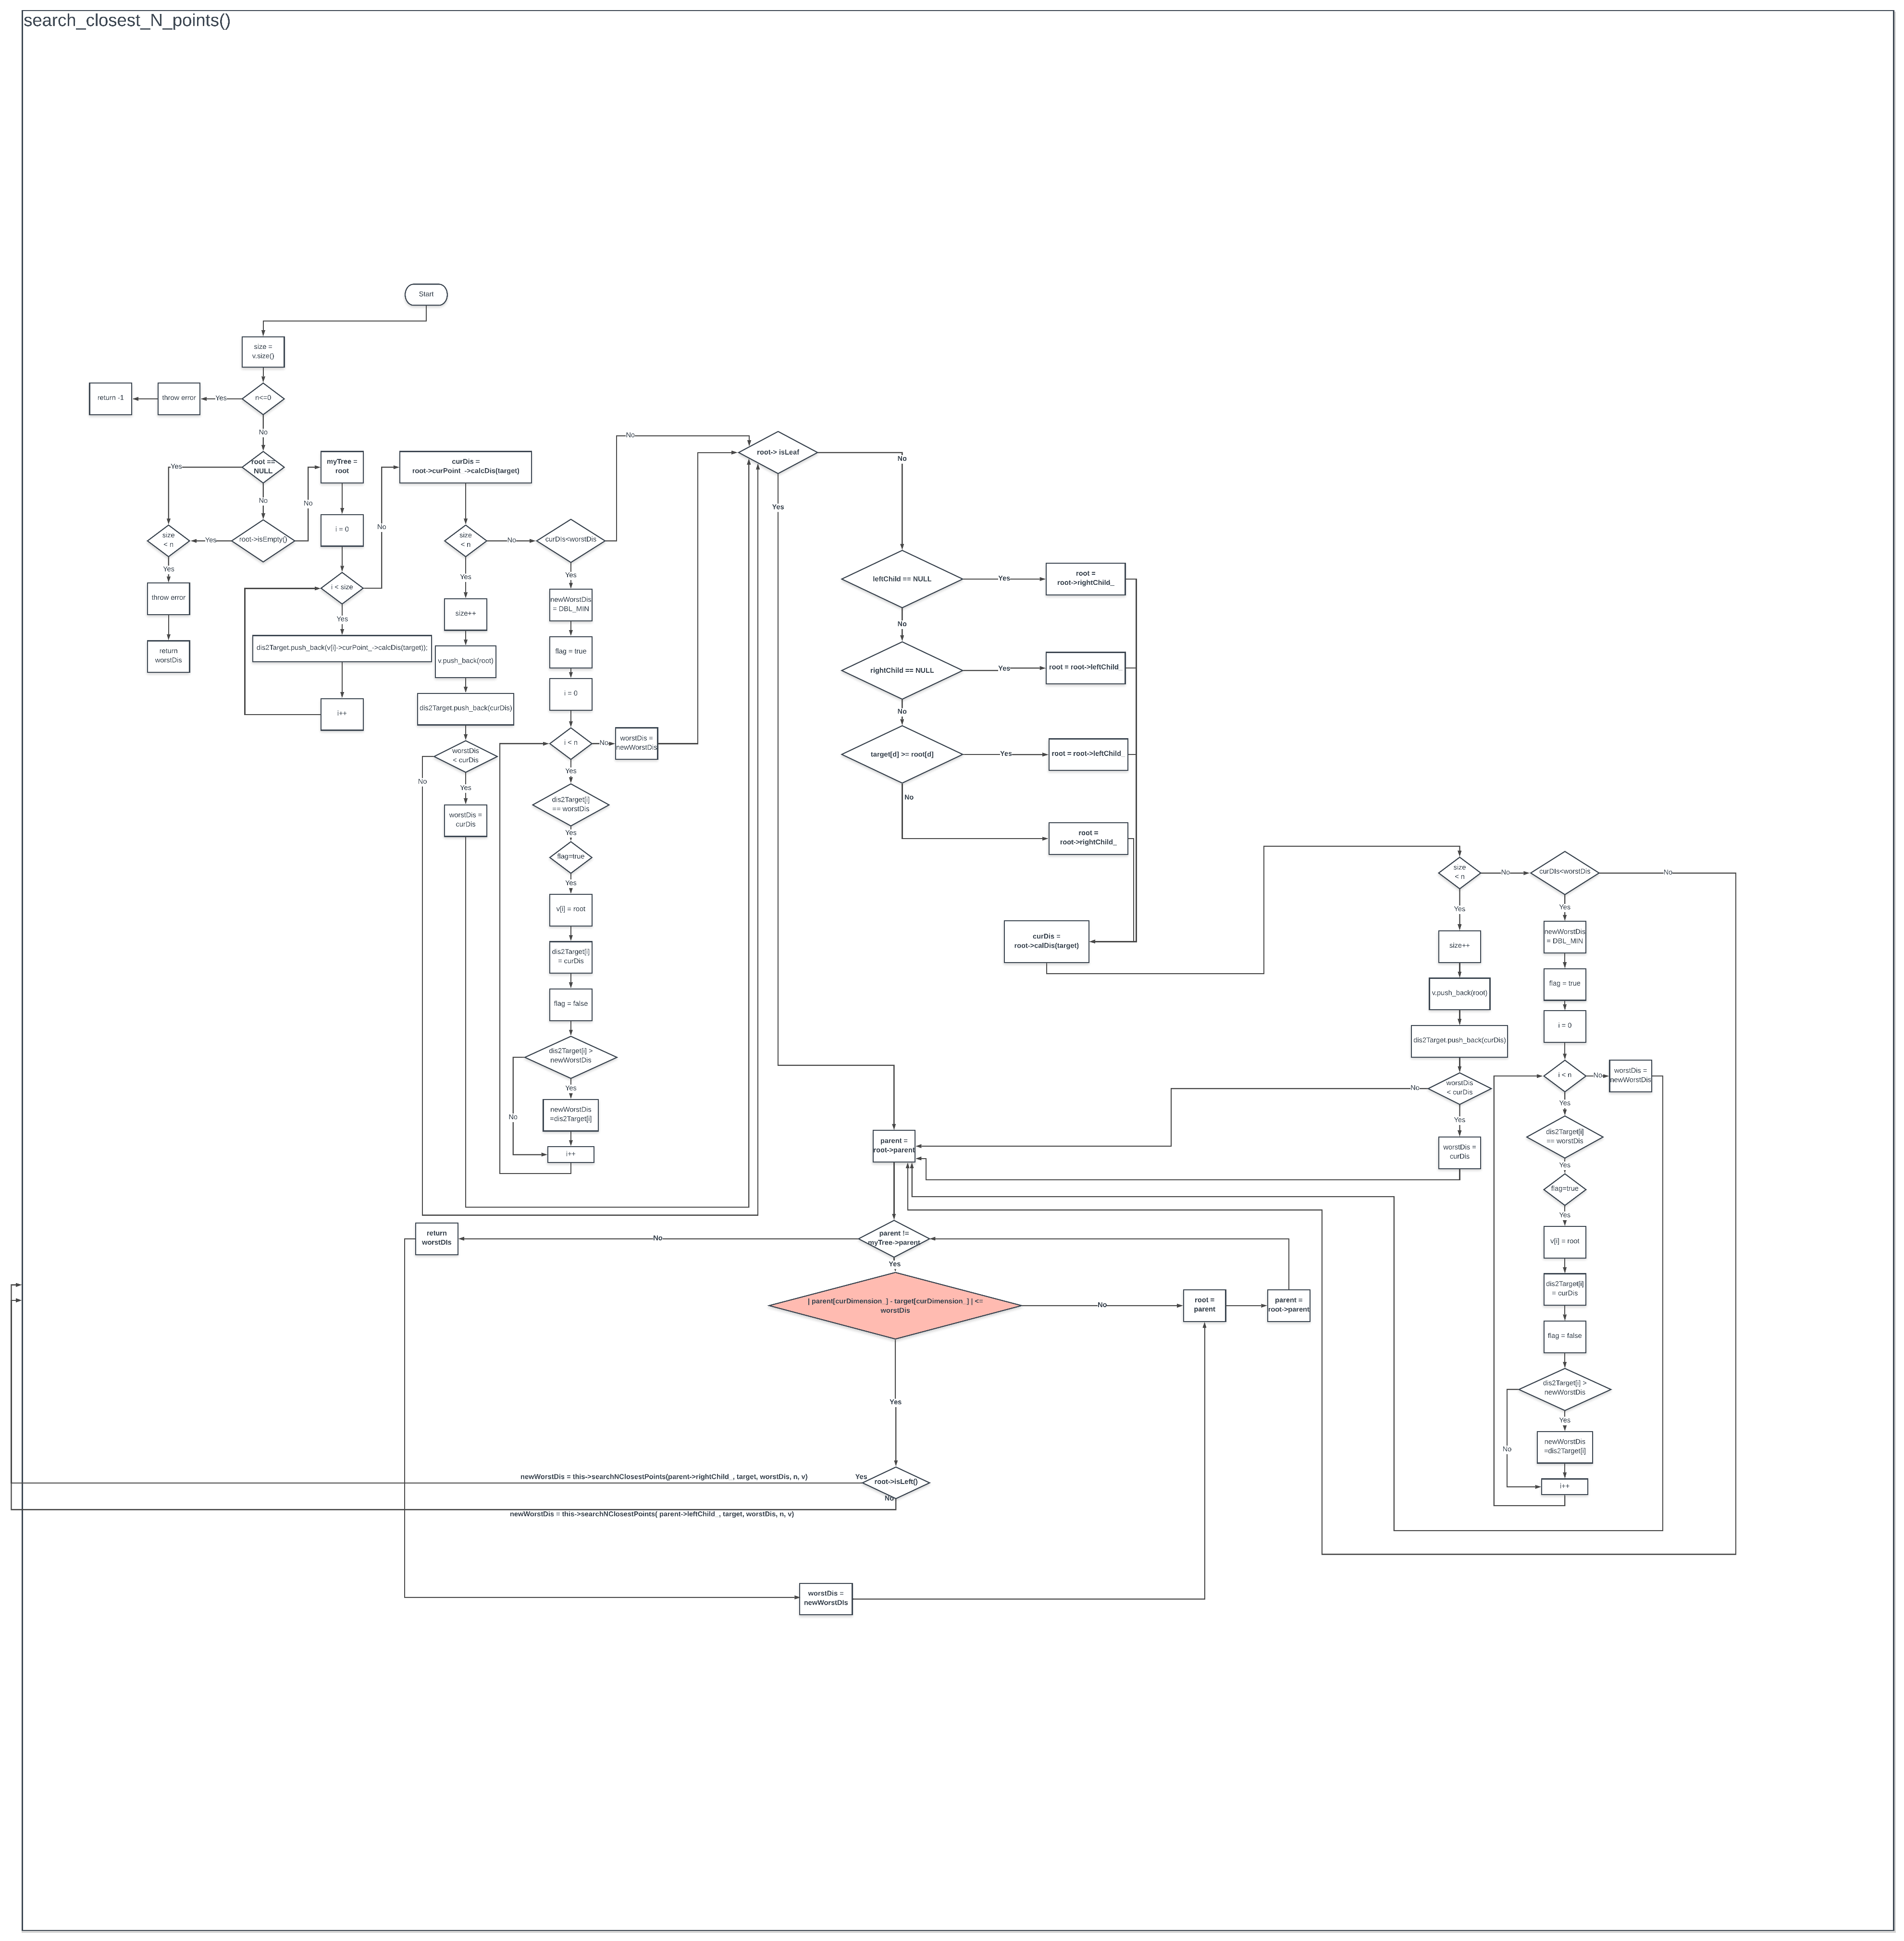 search_closest_N_points()
Start
size =
v.size()
n<=0
Yes
throw error
return -1
No
root ==
NULL
Yes
No
root->isEmpty()
Yes
No
size
< n
Yes
throw error
return
worstDis
myTree =
root
i = 0
i < size
No
Yes
dis2Target.push_back(v[i]->curPoint_->calcDis(target));
i++
curDis =
root->curPoint_->calcDis(target)
size
< n
No
Yes
size++
v.push_back(root)
dis2Target.push_back(curDis)
worstDis
< curDis
No
Yes
worstDis =
curDis
curDIs<worstDis
No
Yes
newWorstDis
= DBL_MIN
flag = true
i = 0
i < n
No
worstDis =
newWorstDis
Yes
dis2Target[i]
== worstDis
Yes
flag=true
Yes
v[i] = root
dis2Target[i]
= curDis
flag = false
dis2Target[i] >
newWorstDis
Yes
No
newWorstDis
=dis2Target[i]
i++
root-> isLeaf
No
Yes
leftChild == NULL
Yes
root =
root->rightChild_
No
rightChild == NULL
Yes
root = root->leftChild_
No
target[d] >= root[d]
Yes
root = root->leftChild_
No
root =
root->rightChild_
curDis =
root->calDis(target)
size
< n
No
Yes
size++
v.push_back(root)
dis2Target.push_back(curDis)
worstDis
< curDis
No
Yes
worstDis =
curDis
curDIs<worstDis
No
Yes
newWorstDis
= DBL_MIN
flag = true
i = 0
i < n
No
worstDis =
newWorstDis
Yes
dis2Target[i]
== worstDis
Yes
flag=true
Yes
v[i] = root
dis2Target[i]
= curDis
flag = false
dis2Target[i] >
newWorstDis
Yes
No
newWorstDis
=dis2Target[i]
i++
parent =
root->parent
parent !=
myTree->parent
No
return
worstDIs
Yes
| parent[curDimension_] - target[curDimension_] | <=
worstDis
No
root =
parent
parent =
root->parent
Yes
root->isLeft()
Yes
newWorstDis = this->searchNClosestPoints(parent->rightChild_, target, worstDis, n, v)
No
newWorstDis = this->searchNClosestPoints( parent->leftChild_, target, worstDis, n, v)
worstDis =
newWorstDIs